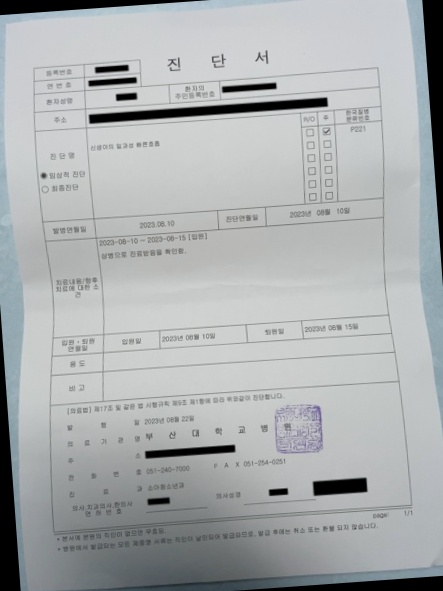 진 단 서
등록번호
연 번 호
환자성명
환자의
주민등록번호
주소
진 단 명
임상적 진단
최종진단
신생아의 일과성 빠른호흡
R/O 주 한국질병
분류번호
P221
발병연월일 2023.08.10 진단연월일 2023년 08월 10일
치료내용/향후
치료에 대한 소
견
2023-08-10 ~ 2023-08-15 [입원]
상병으로 진료받음을 확인함.
입원·퇴원
연월일 입원일 2023년 08월 10일 퇴원일 2023년 08월 15일
용 도
비 고
[의료법] 제17조 및 같은 법 시행규칙 제9조 제1항에 따라 위와같이 진단합니다.
발 행 일 2023년 08월 22일
의 료 기 관 명 부 산 대 학 교 병 원
주 소
전 화 번 호 051-240-7000 F A X 051-254-0251
진 료 과 소아청소년과
의사,치과의사,한의사
면 허 번 호
의사성명
page: 1/1
* 본서에 본원의 직인이 없으면 무효임.
* 병원에서 발급되는 모든 제증명 서류는 직인이 날인되어 발급되므로, 발급 후에는 취소 또는 환불 되지 않습니다.